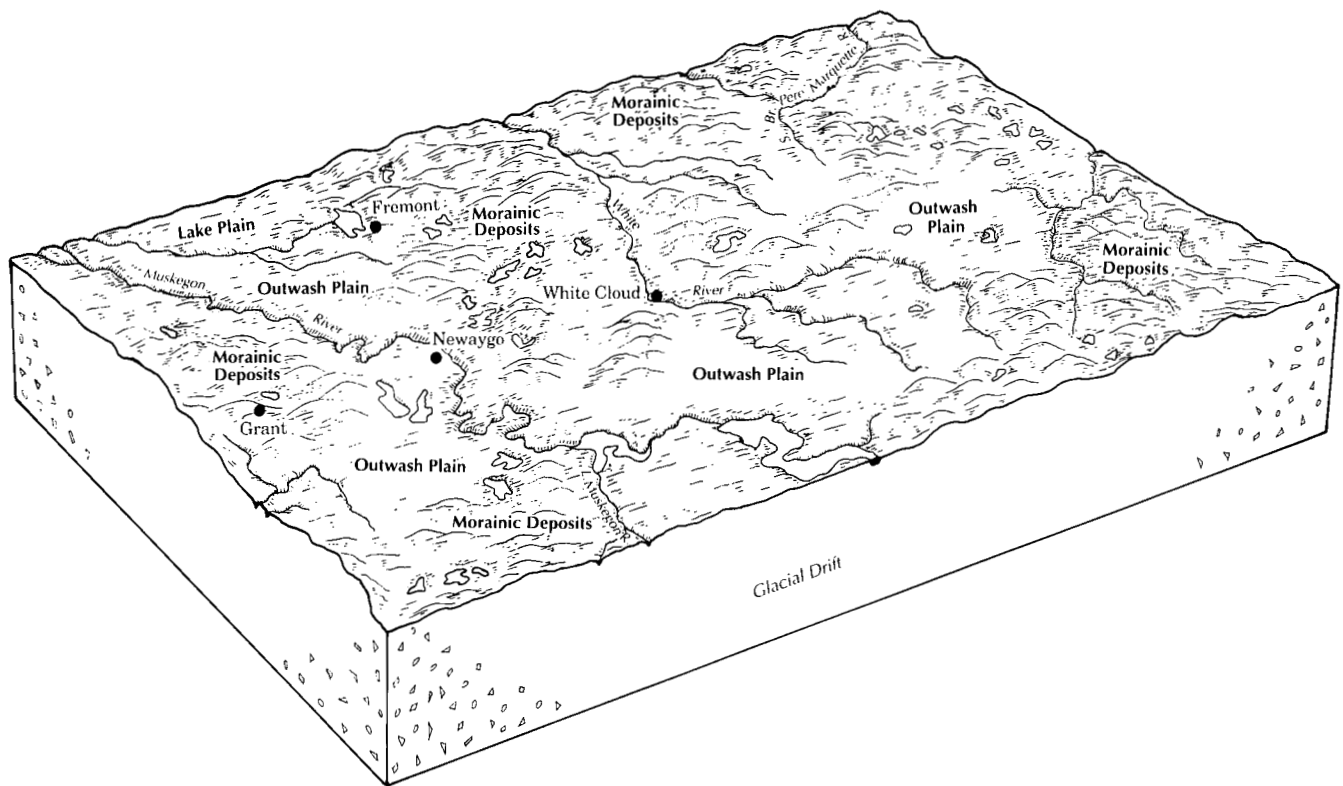 Morainic
Deposits
S. Br. Pere Marquette R.
Lake Plain
Fremont
Morainic
Deposits
White
River
Outwash
Plain
Morainic
Deposits
Muskegon
River
Outwash Plain
White Cloud
Newaygo
Morainic
Deposits
Outwash Plain
Grant
Outwash Plain
Morainic Deposits
Muskegon R.
Glacial Drift